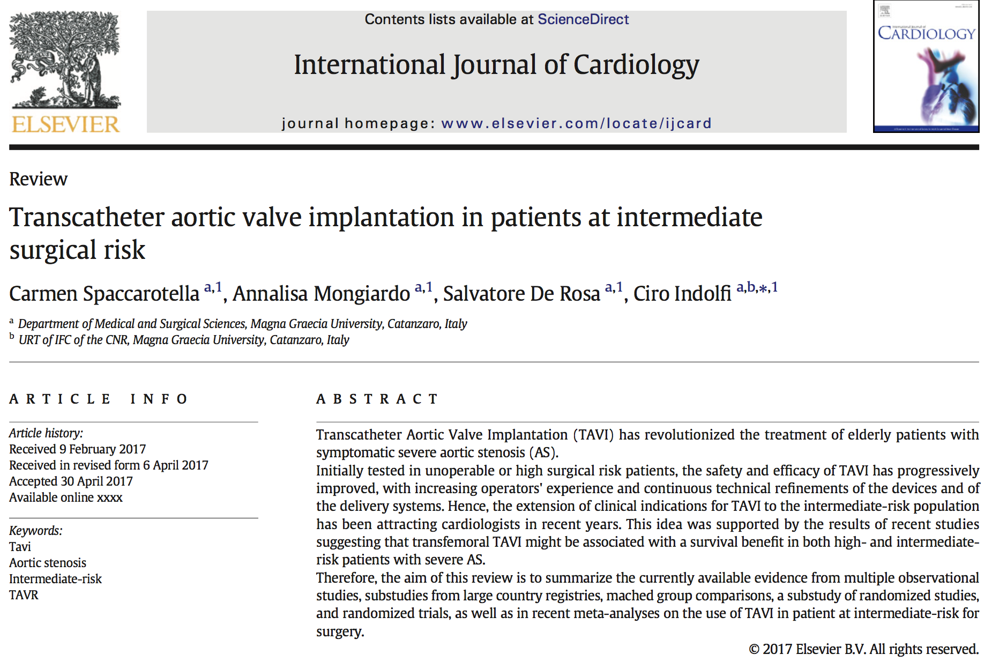 Contents lists available at ScienceDirect
International Journal of Cardiology
journal homepage: www.elsevier.com/locate/ijcard
ELSEVIER
International Journal of
CARDIOLOGY
Review
Transcatheter aortic valve implantation in patients at intermediate
surgical risk
Carmen Spaccarotella a,1, Annalisa Mongiardo a,1, Salvatore De Rosa a,1, Ciro Indolfi a,b,*,1
a Department of Medical and Surgical Sciences, Magna Graecia University, Catanzaro, Italy
b URT of IFC of the CNR, Magna Graecia University, Catanzaro, Italy
ARTICLE INFO
Article history:
Received 9 February 2017
Received in revised form 6 April 2017
Accepted 30 April 2017
Available online xxxx
Keywords:
Tavi
Aortic stenosis
Intermediate-risk
TAVR
ABSTRACT
Transcatheter Aortic Valve Implantation (TAVI) has revolutionized the treatment of elderly patients with
symptomatic severe aortic stenosis (AS).
Initially tested in unoperable or high surgical risk patients, the safety and efficacy of TAVI has progressively
improved, with increasing operators' experience and continuous technical refinements of the devices and of
the delivery systems. Hence, the extension of clinical indications for TAVI to the intermediate-risk population
has been attracting cardiologists in recent years. This idea was supported by the results of recent studies
suggesting that transfemoral TAVI might be associated with a survival benefit in both high- and intermediate-
risk patients with severe AS.
Therefore, the aim of this review is to summarize the currently available evidence from multiple observational
studies, substudies from large country registries, mached group comparisons, a substudy of randomized studies,
and randomized trials, as well as in recent meta-analyses on the use of TAVI in patient at intermediate-risk for
surgery.
© 2017 Elsevier B.V. All rights reserved.